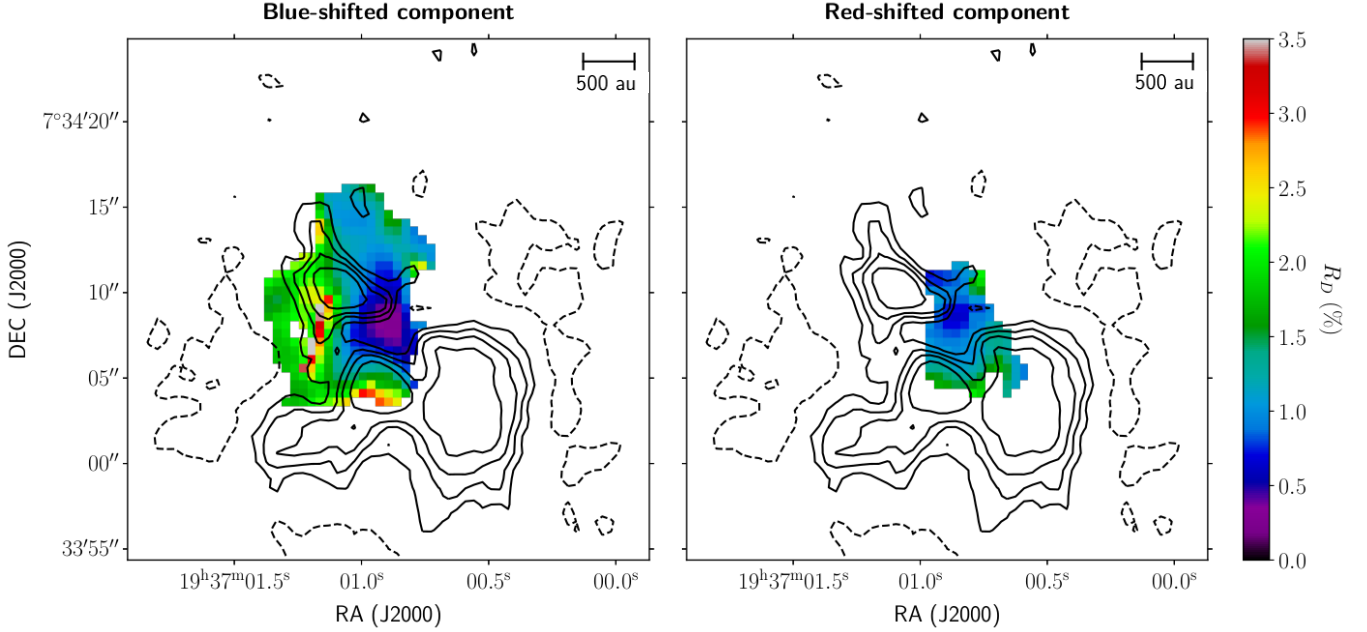 Blue-shifted component
Red-shifted component
500 au
500 au
7°34′20″
15″
10″
05″
00″
33′55″
DEC (J2000)
19ʰ37ᵐ01.5ˢ
01.0ˢ
00.5ˢ
00.0ˢ
RA (J2000)
19ʰ37ᵐ01.5ˢ
01.0ˢ
00.5ˢ
00.0ˢ
RA (J2000)
3.5
3.0
2.5
2.0
1.5
1.0
0.5
0.0
R_D (%)